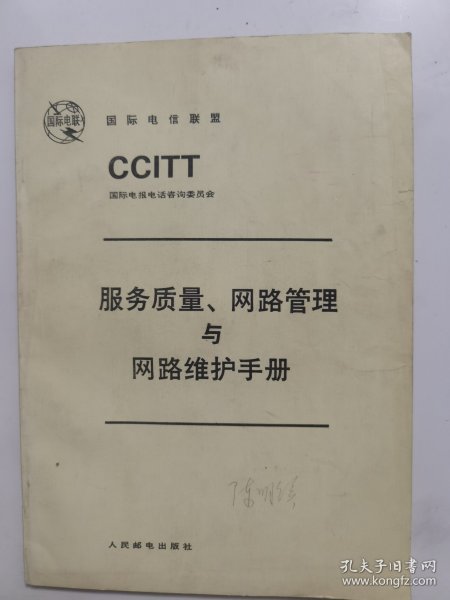 国际电联
国际电信联盟
CCITT
国际电报电话咨询委员会
服务质量、网路管理
与
网路维护手册
人民邮电出版社
孔夫子旧书网
www.kongfz.com